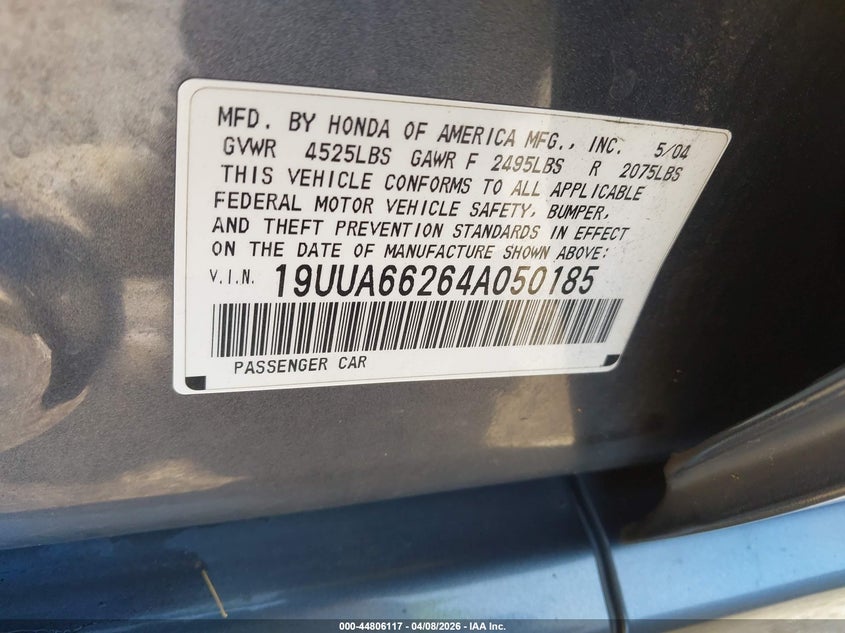 MFD. BY HONDA OF AMERICA MFG., INC. 5/04
GVWR 4525LBS GAWR F 2495LBS R 2075LBS
THIS VEHICLE CONFORMS TO ALL APPLICABLE
FEDERAL MOTOR VEHICLE SAFETY, BUMPER,
AND THEFT PREVENTION STANDARDS IN EFFECT
ON THE DATE OF MANUFACTURE SHOWN ABOVE:
V.I.N. 19UUA66264A050185
PASSENGER CAR
000-44806117 - 04/08/2026 - IAA Inc.